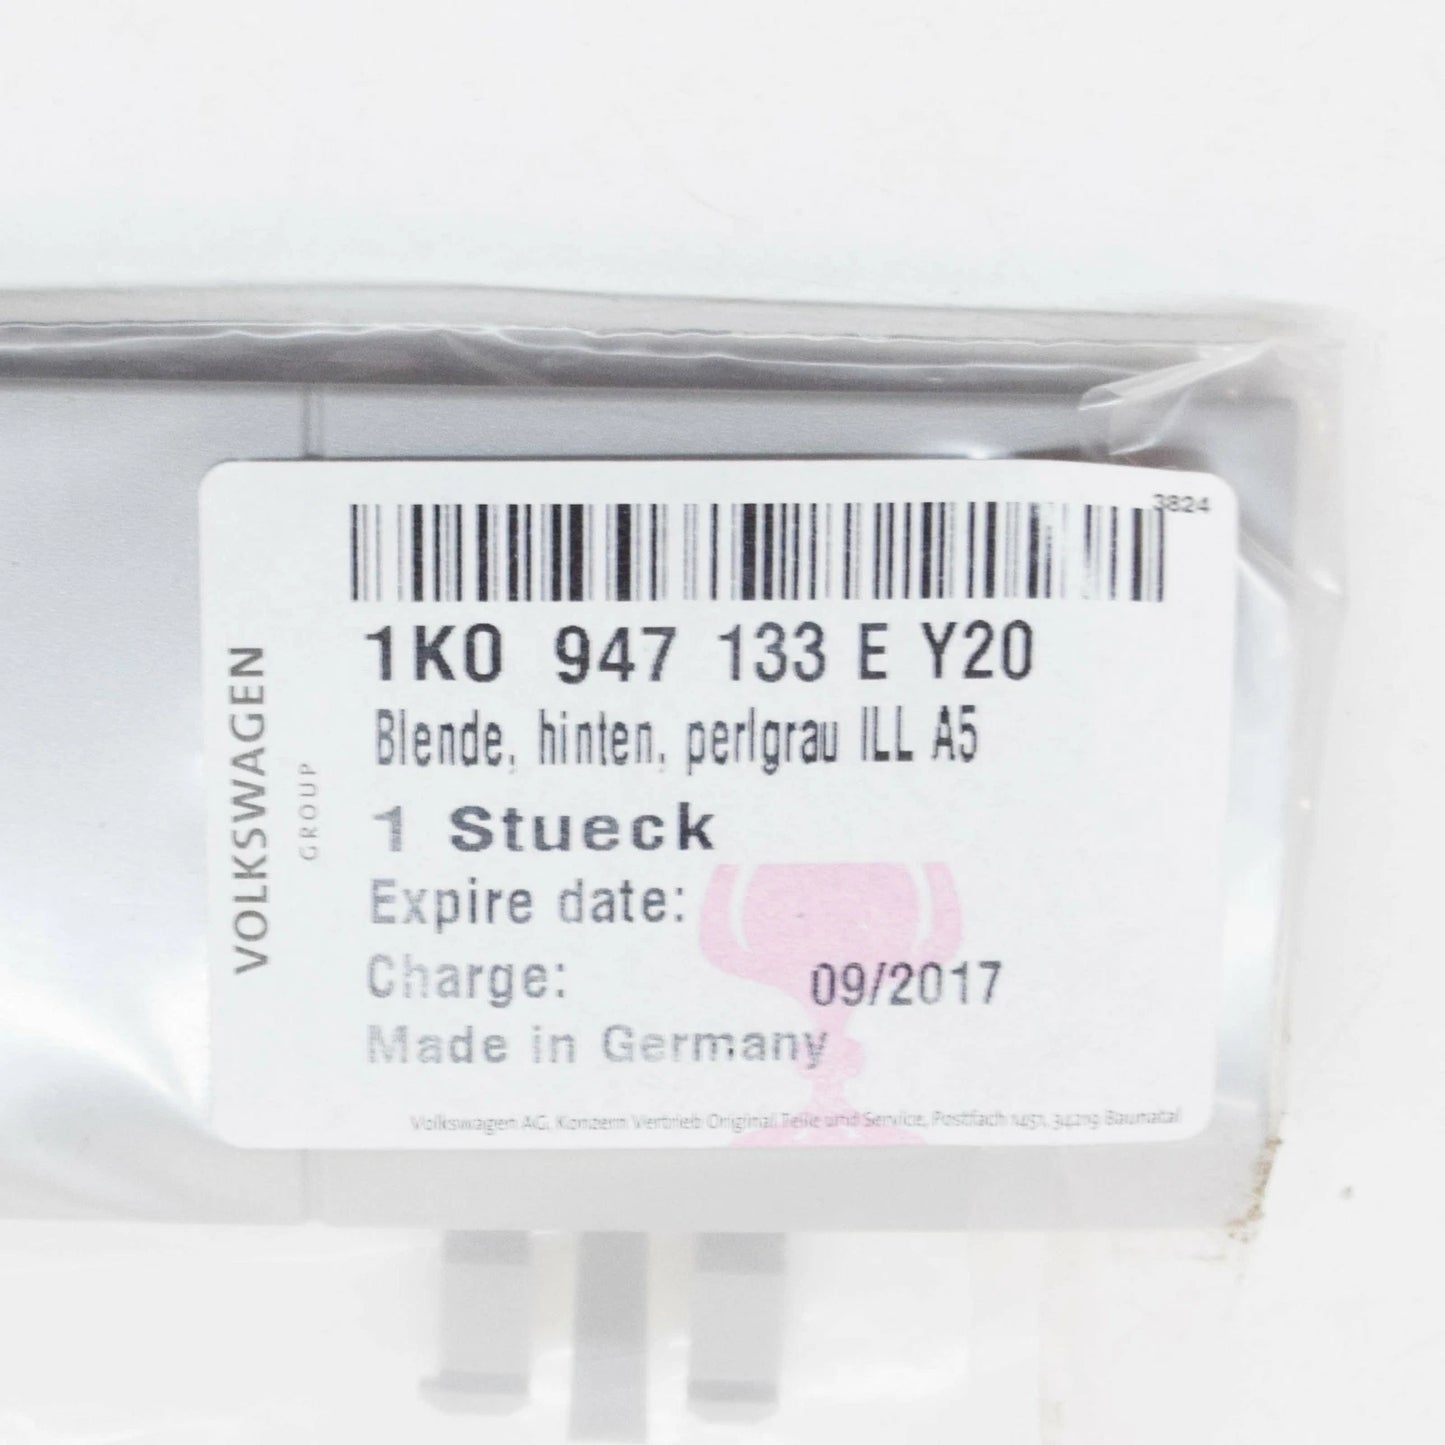 3824
1K0 947 133 E Y20
Blende, hinten, perlgrau ILL A5
1 Stueck
Expire date:
Charge: 09/2017
Made in Germany
Volkswagen AG, Konzern Vertrieb Original Teile und Service, Postfach 1451, 34219 Baunatal
VOLKSWAGEN
GROUP